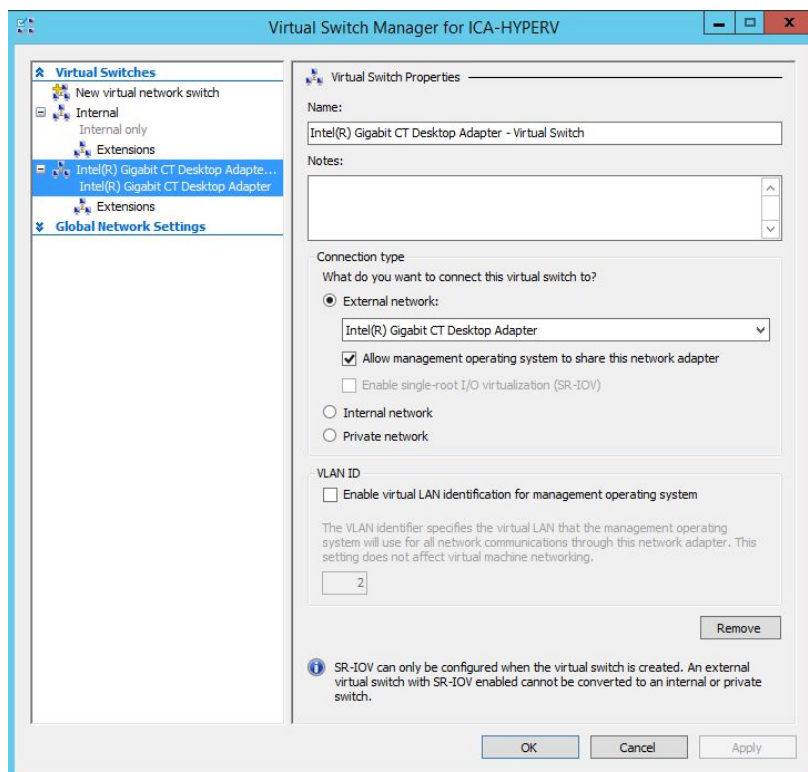 Virtual Switch Manager for ICA-HYPERV
Virtual Switches
New virtual network switch
Internal
Internal only
Extensions
Intel(R) Gigabit CT Desktop Adapte...
Intel(R) Gigabit CT Desktop Adapter
Extensions
Global Network Settings
Virtual Switch Properties
Name:
Intel(R) Gigabit CT Desktop Adapter - Virtual Switch
Notes:
Connection type
What do you want to connect this virtual switch to?
External network:
Intel(R) Gigabit CT Desktop Adapter
Allow management operating system to share this network adapter
Enable single-root I/O virtualization (SR-IOV)
Internal network
Private network
VLAN ID
Enable virtual LAN identification for management operating system
The VLAN identifier specifies the virtual LAN that the management operating
system will use for all network communications through this network adapter. This
setting does not affect virtual machine networking.
2
Remove
SR-IOV can only be configured when the virtual switch is created. An external
virtual switch with SR-IOV enabled cannot be converted to an internal or private
switch.
OK
Cancel
Apply